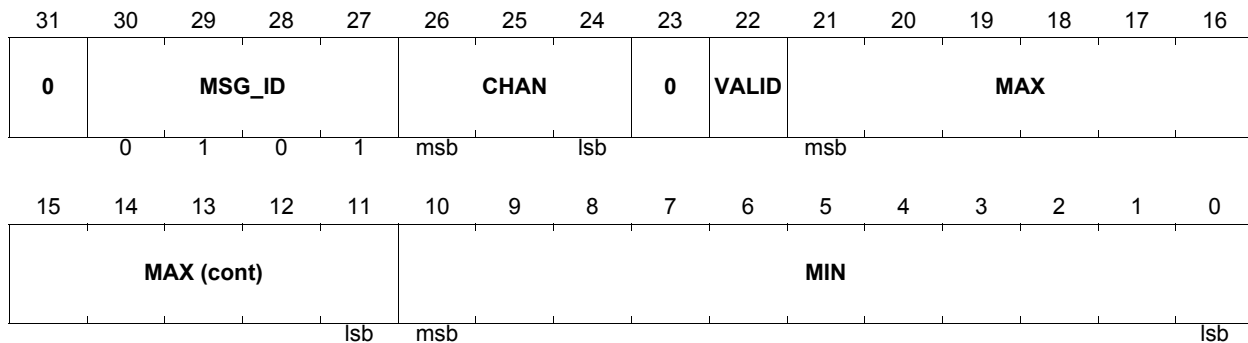 31 30 29 28 27 26 25 24 23 22 21 20 19 18 17 16
0 MSG_ID CHAN 0 VALID MAX
0 1 0 1 msb lsb msb
15 14 13 12 11 10 9 8 7 6 5 4 3 2 1 0
MAX (cont) MIN
lsb msb lsb